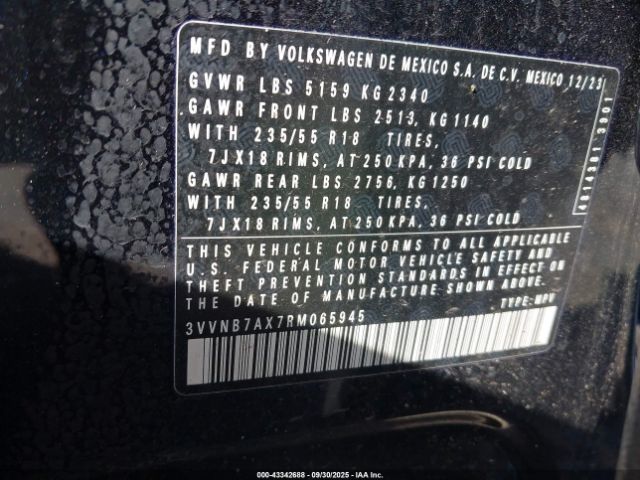 MFD BY VOLKSWAGEN DE MEXICO S.A. DE C.V. MEXICO 12/23
GVWR LBS 5159 KG 2340
GAWR FRONT LBS 2513, KG 1140
WITH 235/55 R18 TIRES,
7JX18 RIMS, AT 250 KPA, 36 PSI COLD
GAWR REAR LBS 2756, KG 1250
WITH 235/55 R18 TIRES,
7JX18 RIMS, AT 250 KPA, 36 PSI COLD
THIS VEHICLE CONFORMS TO ALL APPLICABLE
U.S. FEDERAL MOTOR VEHICLE SAFETY AND
THEFT PREVENTION STANDARDS IN EFFECT ON
THE DATE OF MANUFACTURE SHOWN ABOVE.
3VVNB7AX7RM065945 TYPE: MPV
000-43342688 - 09/30/2025 - IAA Inc.